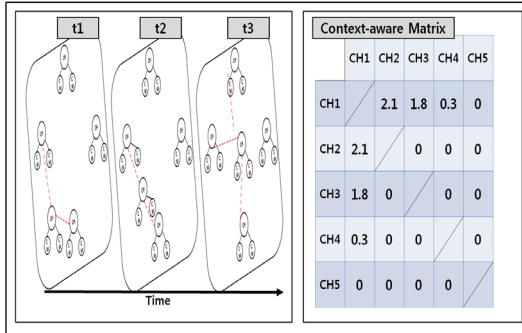 t1 t2 t3
Time
Context-aware Matrix
CH1 CH2 CH3 CH4 CH5
CH1 2.1 1.8 0.3 0
CH2 2.1 0 0 0
CH3 1.8 0 0 0
CH4 0.3 0 0 0
CH5 0 0 0 0